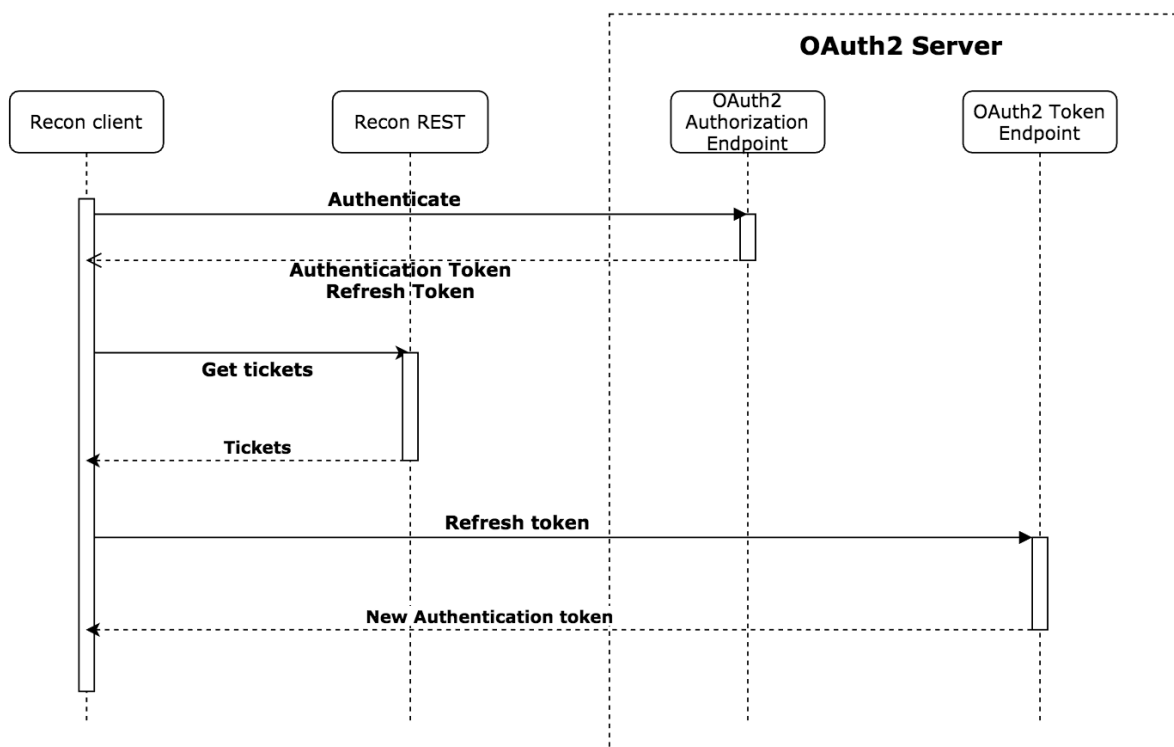 OAuth2 Server
Recon client
Recon REST
OAuth2
Authorization
Endpoint
OAuth2 Token
Endpoint
Authenticate
Authentication Token
Refresh Token
Get tickets
Tickets
Refresh token
New Authentication token